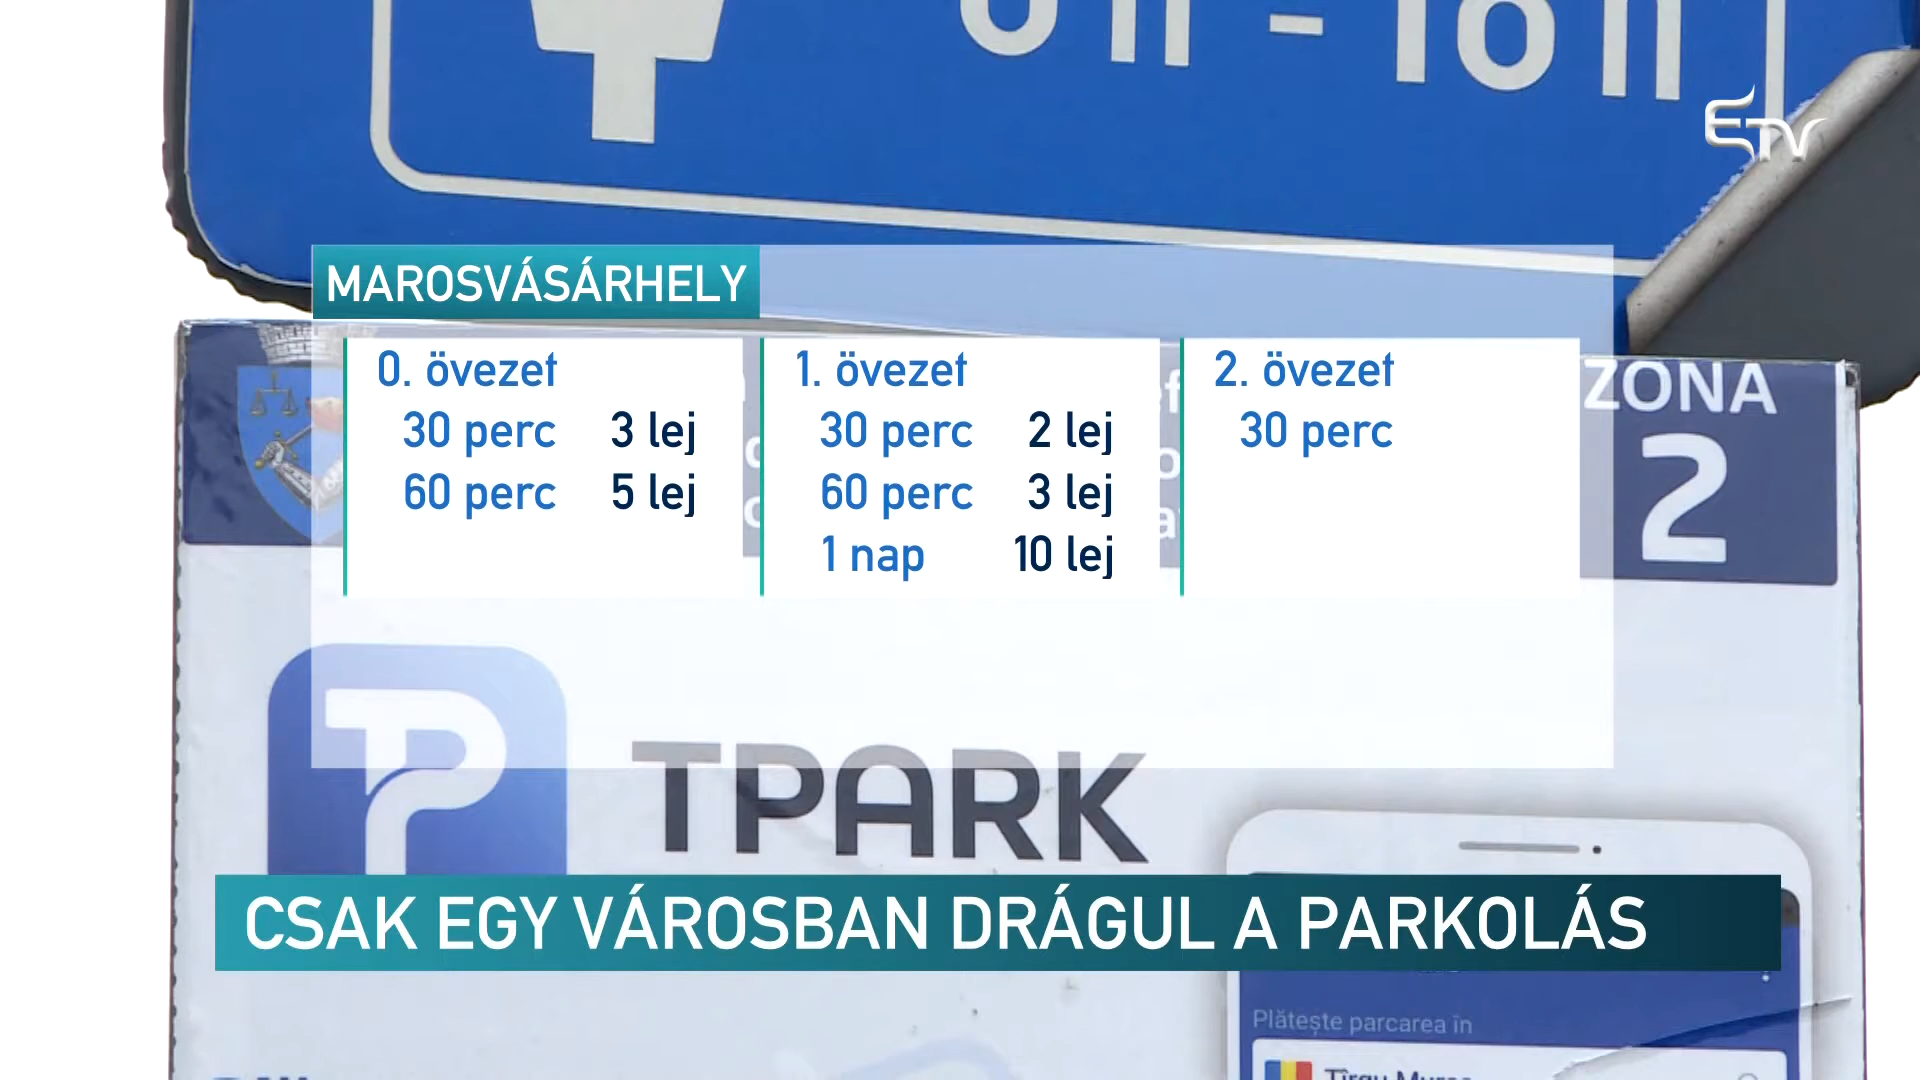 ETV
MAROSVÁSÁRHELY
0. övezet
30 perc 3 lej
60 perc 5 lej
1. övezet
30 perc 2 lej
60 perc 3 lej
1 nap 10 lej
2. övezet
30 perc
ZONA
2
TPARK
CSAK EGY VÁROSBAN DRÁGUL A PARKOLÁS
Plătește parcarea în